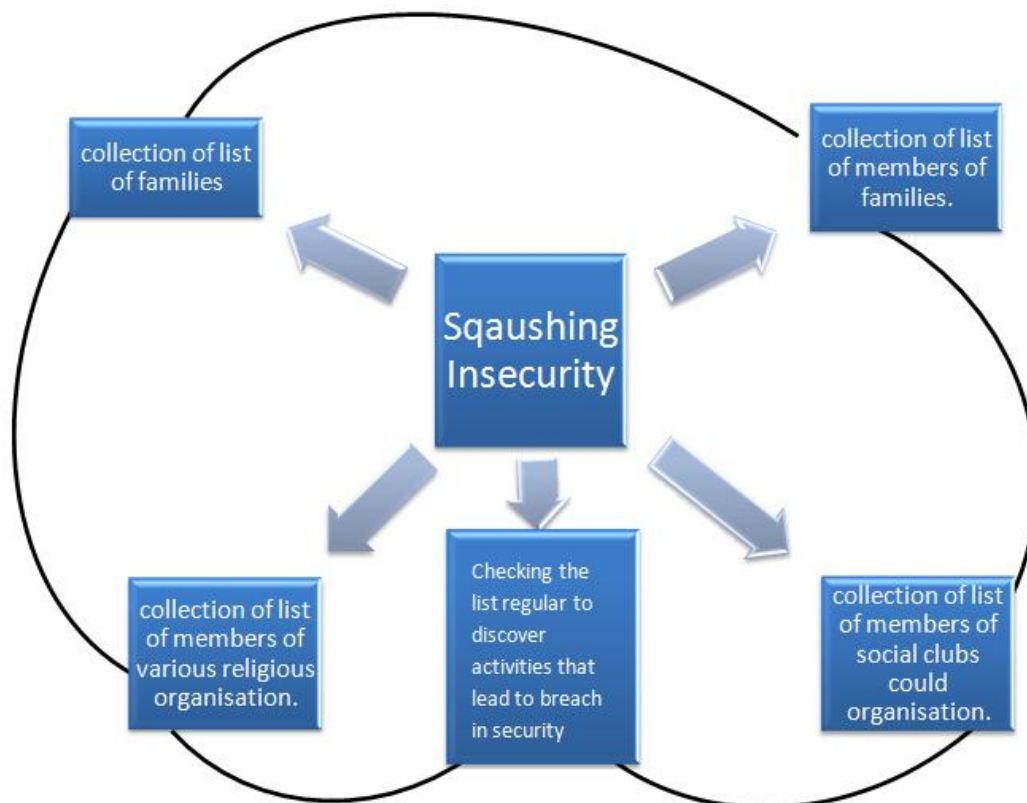 collection of list
of families
collection of list
of members of
families.
Sqaushing
Insecurity
collection of list
of members of
various religious
organisation.
Checking the
list regular to
discover
activities that
lead to breach
in security
collection of list
of members of
social clubs
could
organisation.